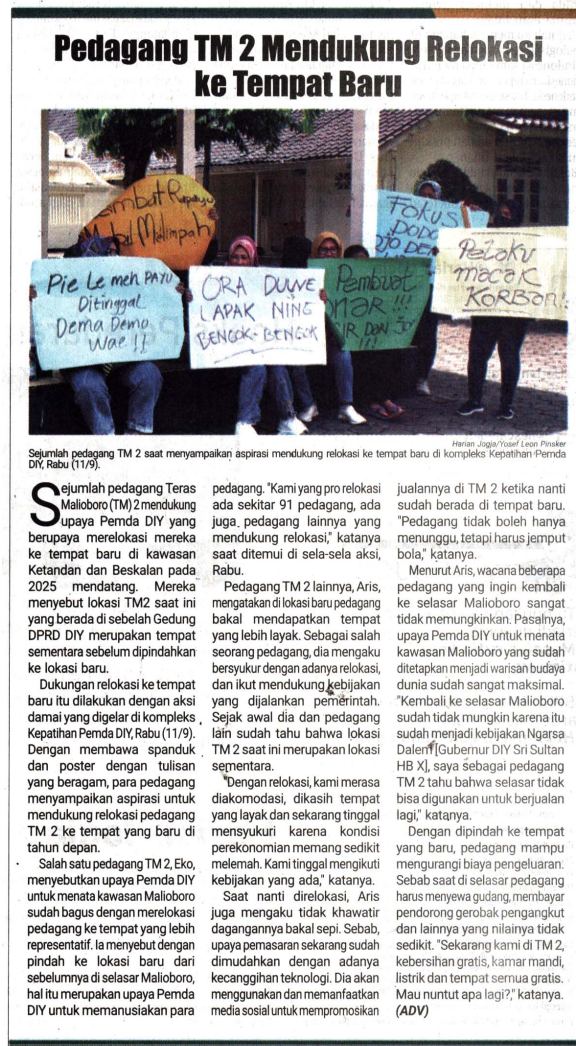 Pedagang TM 2 Mendukung Relokasi
ke Tempat Baru
Melimpah
Pie Le meh PAYU
Ditinggal
Dema Demo
Wae !!
ORA DUWE
LAPAK NING
BENGOK-BENGOK
Pembuat
!!!
DAN
!!!
FOKUS
PELAKU
MACAK
KORBAN!!
Harian Jogja/Yosef Leon Pinsker
Sejumlah pedagang TM 2 saat menyampaikan aspirasi mendukung relokasi ke tempat baru di kompleks Kepatihan Pemda
DIY, Rabu (11/9).
Sejumlah pedagang Teras
Malioboro (TM) 2 mendukung
upaya Pemda DIY yang
berupaya merelokasi mereka
ke tempat baru di kawasan
Ketandan dan Beskalan pada
2025 mendatang. Mereka
menyebut lokasi TM2 saat ini
yang berada di sebelah Gedung
DPRD DIY merupakan tempat
sementara sebelum dipindahkan
ke lokasi baru.
Dukungan relokasi ke tempat
baru itu dilakukan dengan aksi
damai yang digelar di kompleks
Kepatihan Pemda DIY, Rabu (11/9).
Dengan membawa spanduk
dan poster dengan tulisan
yang beragam, para pedagang
menyampaikan aspirasi untuk
mendukung relokasi pedagang
TM 2 ke tempat yang baru di
tahun depan.
Salah satu pedagang TM 2, Eko,
menyebutkan upaya Pemda DIY
untuk menata kawasan Malioboro
sudah bagus dengan merelokasi
pedagang ke tempat yang lebih
representatif. Ia menyebut dengan
pindah ke lokasi baru dari
sebelumnya di selasar Malioboro,
hal itu merupakan upaya Pemda
DIY untuk memanusiakan para
pedagang. "Kami yang pro relokasi
ada sekitar 91 pedagang, ada
juga pedagang lainnya yang
mendukung relokasi," katanya
saat ditemui di sela-sela aksi,
Rabu.
Pedagang TM 2 lainnya, Aris,
mengatakan di lokasi baru pedagang
bakal mendapatkan tempat
yang lebih layak. Sebagai salah
seorang pedagang, dia mengaku
bersyukur dengan adanya relokasi,
dan ikut mendukung kebijakan
yang dijalankan pemerintah.
Sejak awal dia dan pedagang
lain sudah tahu bahwa lokasi
TM 2 saat ini merupakan lokasi
sementara.
"Dengan relokasi, kami merasa
diakomodasi, dikasih tempat
yang layak dan sekarang tinggal
mensyukuri karena kondisi
perekonomian memang sedikit
melemah. Kami tinggal mengikuti
kebijakan yang ada," katanya.
Saat nanti direlokasi, Aris
juga mengaku tidak khawatir
dagangannya bakal sepi. Sebab,
upaya pemasaran sekarang sudah
dimudahkan dengan adanya
kecanggihan teknologi. Dia akan
menggunakan dan memanfaatkan
media sosial untuk mempromosikan
jualannya di TM 2 ketika nanti
sudah berada di tempat baru.
"Pedagang tidak boleh hanya
menunggu, tetapi harus jemput
bola," katanya.
Menurut Aris, wacana beberapa
pedagang yang ingin kembali
ke selasar Malioboro sangat
tidak memungkinan. Pasalnya,
upaya Pemda DIY untuk menata
kawasan Malioboro yang sudah
ditetapkan menjadi warisan budaya
dunia sudah sangat maksimal.
"Kembali ke selasar Malioboro
sudah tidak mungkin karena itu
sudah menjadi kebijakan Ngarsa
Dalem [Gubernur DIY Sri Sultan
HB X], saya sebagai pedagang
TM 2 tahu bahwa selasar tidak
bisa digunakan untuk berjualan
lagi," katanya.
Dengan dipindah ke tempat
yang baru, pedagang mampu
mengurangi biaya pengeluaran.
Sebab saat di selasar pedagang
harus menyewa gudang, membayar
pendorong gerobak pengangkut
dan lainnya yang nilainya tidak
sedikit. "Sekarang kami di TM 2,
kebersihan gratis, kamar mandi,
listrik dan tempat semua gratis.
Mau nuntut apa lagi?," katanya.
(ADV)